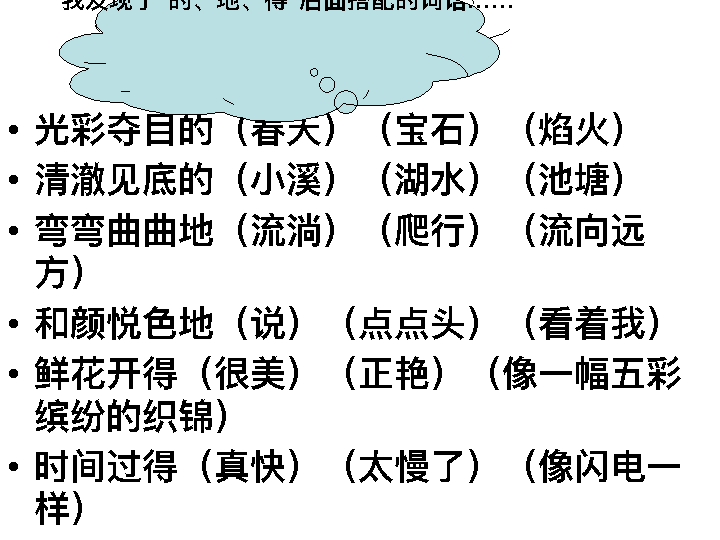 我发现了“的、地、得”后面搭配的词语……
• 光彩夺目的（春天）（宝石）（焰火）
• 清澈见底的（小溪）（湖水）（池塘）
• 弯弯曲曲地（流淌）（爬行）（流向远
方）
• 和颜悦色地（说）（点点头）（看着我）
• 鲜花开得（很美）（正艳）（像一幅五彩
缤纷的织锦）
• 时间过得（真快）（太慢了）（像闪电一
样）